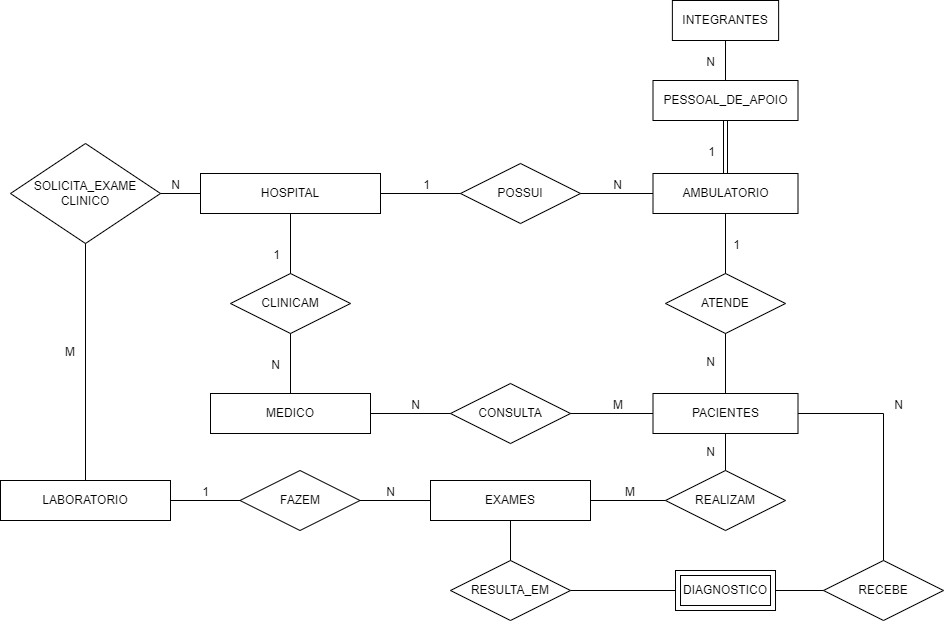 INTEGRANTES
N
PESSOAL_DE_APOIO
1
SOLICITA_EXAME
CLINICO
N
HOSPITAL
1
POSSUI
N
AMBULATORIO
1
1
CLINICAM
ATENDE
M
N
N
MEDICO
N
CONSULTA
M
PACIENTES
N
N
LABORATORIO
1
FAZEM
N
EXAMES
M
REALIZAM
RESULTA_EM
DIAGNOSTICO
RECEBE